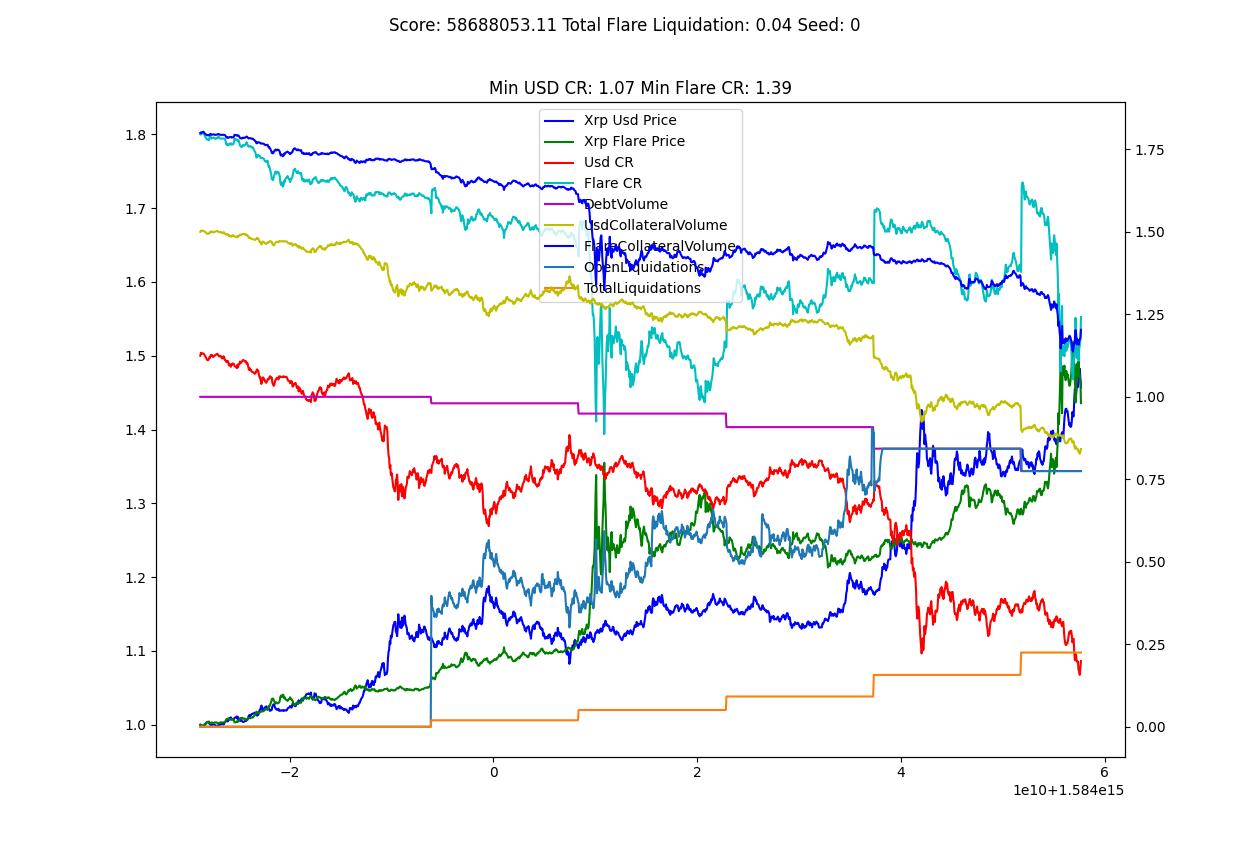 Score: 58688053.11 Total Flare Liquidation: 0.04 Seed: 0
Min USD CR: 1.07 Min Flare CR: 1.39
Xrp Usd Price
Xrp Flare Price
Usd CR
Flare CR
DebtVolume
UsdCollateralVolume
FlareCollateralVolume
OpenLiquidations
TotalLiquidations
1.8
1.7
1.6
1.5
1.4
1.3
1.2
1.1
1.0
1.75
1.50
1.25
1.00
0.75
0.50
0.25
0.00
−2
0
2
4
6
1e10+1.584e15